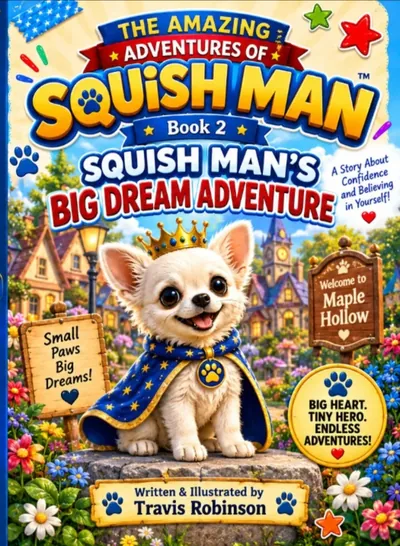 THE AMAZING
ADVENTURES OF
SQUiSH MAN™
Book 2
SQUISH MAN'S
BIG DREAM ADVENTURE
A Story About
Confidence
and Believing
in Yourself!
Welcome to
Maple
Hollow
Small
Paws
Big
Dreams!
BIG HEART.
TINY HERO.
ENDLESS
ADVENTURES!
Written & Illustrated by
Travis Robinson